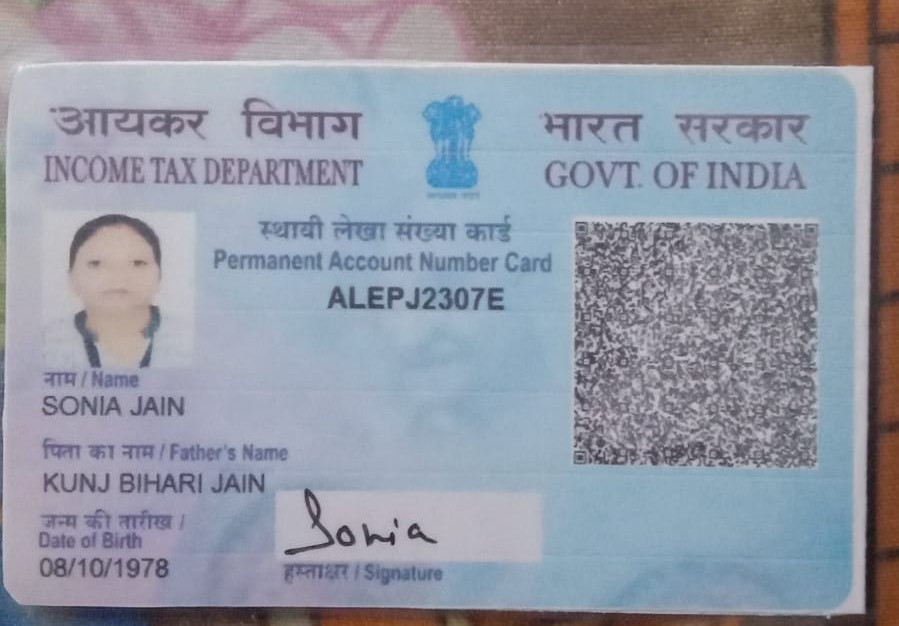 आयकर विभाग
INCOME TAX DEPARTMENT
भारत सरकार
GOVT. OF INDIA
स्थायी लेखा संख्या कार्ड
Permanent Account Number Card
ALEPJ2307E
नाम / Name
SONIA JAIN
पिता का नाम / Father's Name
KUNJ BIHARI JAIN
जन्म की तारीख /
Date of Birth
08/10/1978
Sonia
हस्ताक्षर / Signature